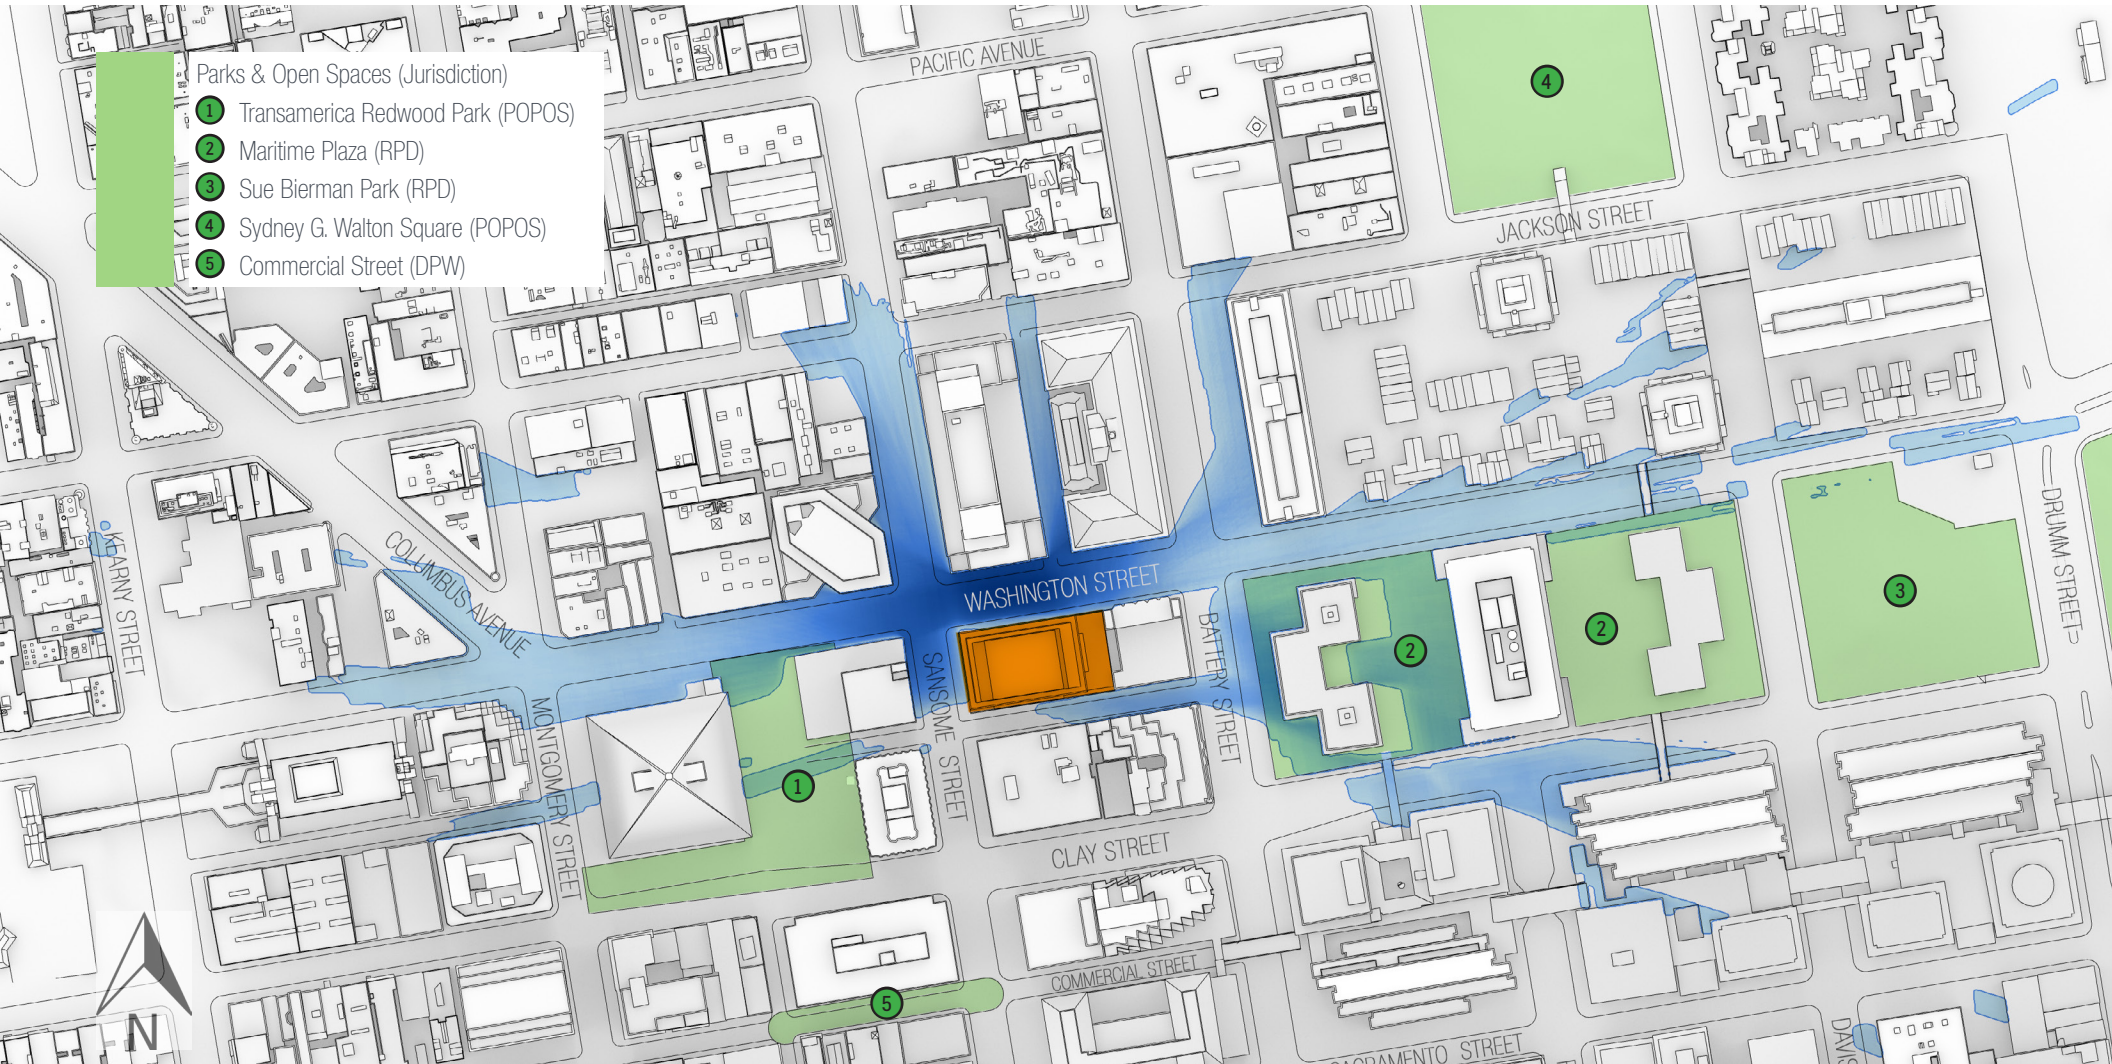 PACIFIC AVENUE
Parks & Open Spaces (Jurisdiction)
1 Transamerica Redwood Park (POPOS)
2 Maritime Plaza (RPD)
3 Sue Bierman Park (RPD)
4 Sydney G. Walton Square (POPOS)
5 Commercial Street (DPW)
4
JACKSON STREET
KEARNY STREET
COLUMBUS AVENUE
WASHINGTON STREET
DRUMM STREET
3
2
2
BATTERY STREET
SANSOME STREET
MONTGOMERY STREET
1
CLAY STREET
COMMERCIAL STREET
5
N
SACRAMENTO STREET